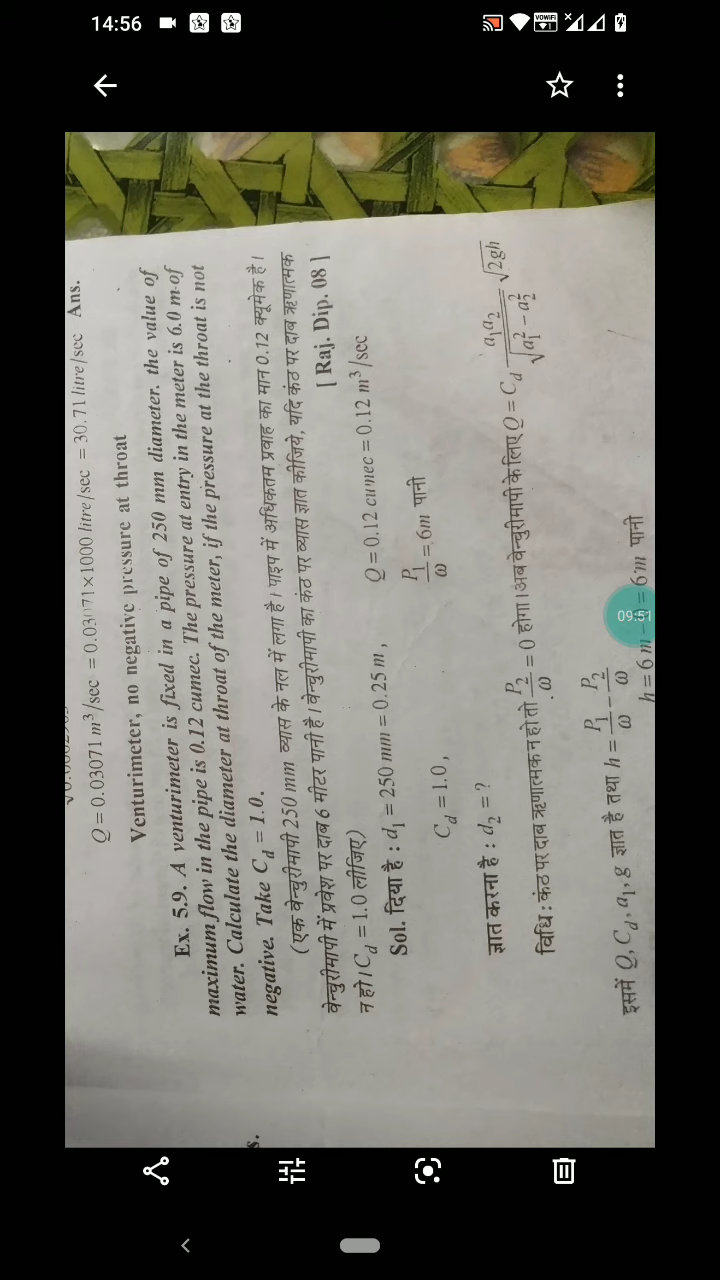 14:56
VOWIFI
Q = 0.03071 m³/sec = 0.03071×1000 litre/sec = 30.71 litre/sec Ans.
Venturimeter, no negative pressure at throat
Ex. 5.9. A venturimeter is fixed in a pipe of 250 mm diameter. the value of
maximum flow in the pipe is 0.12 cumec. The pressure at entry in the meter is 6.0 m of
water. Calculate the diameter at throat of the meter, if the pressure at the throat is not
negative. Take C_d = 1.0.
(एक वेन्चुरीमापी 250 mm व्यास के नल में लगा है। पाइप में अधिकतम प्रवाह का मान 0.12 क्यूमेक है।
वेन्चुरीमापी में प्रवेश पर दाब 6 मीटर पानी है। वेन्चुरीमापी का कंठ पर व्यास ज्ञात कीजिये, यदि कंठ पर दाब ऋणात्मक
न हो। C_d = 1.0 लीजिए) [ Raj. Dip. 08 ]
Sol. दिया है : d₁ = 250 mm = 0.25 m, Q = 0.12 cumec = 0.12 m³/sec
C_d = 1.0, P₁/ω = 6m पानी
ज्ञात करना है : d₂ = ?
विधि : कंठ पर दाब ऋणात्मक न हो तो P₂/ω = 0 होगा। अब वेन्चुरीमापी के लिए Q = C_d a₁a₂/√(a₁² − a₂²) √2gh
इसमें Q, C_d, a₁, g ज्ञात है तथा h = P₁/ω − P₂/ω
h = 6 m = 6 m पानी
09:51